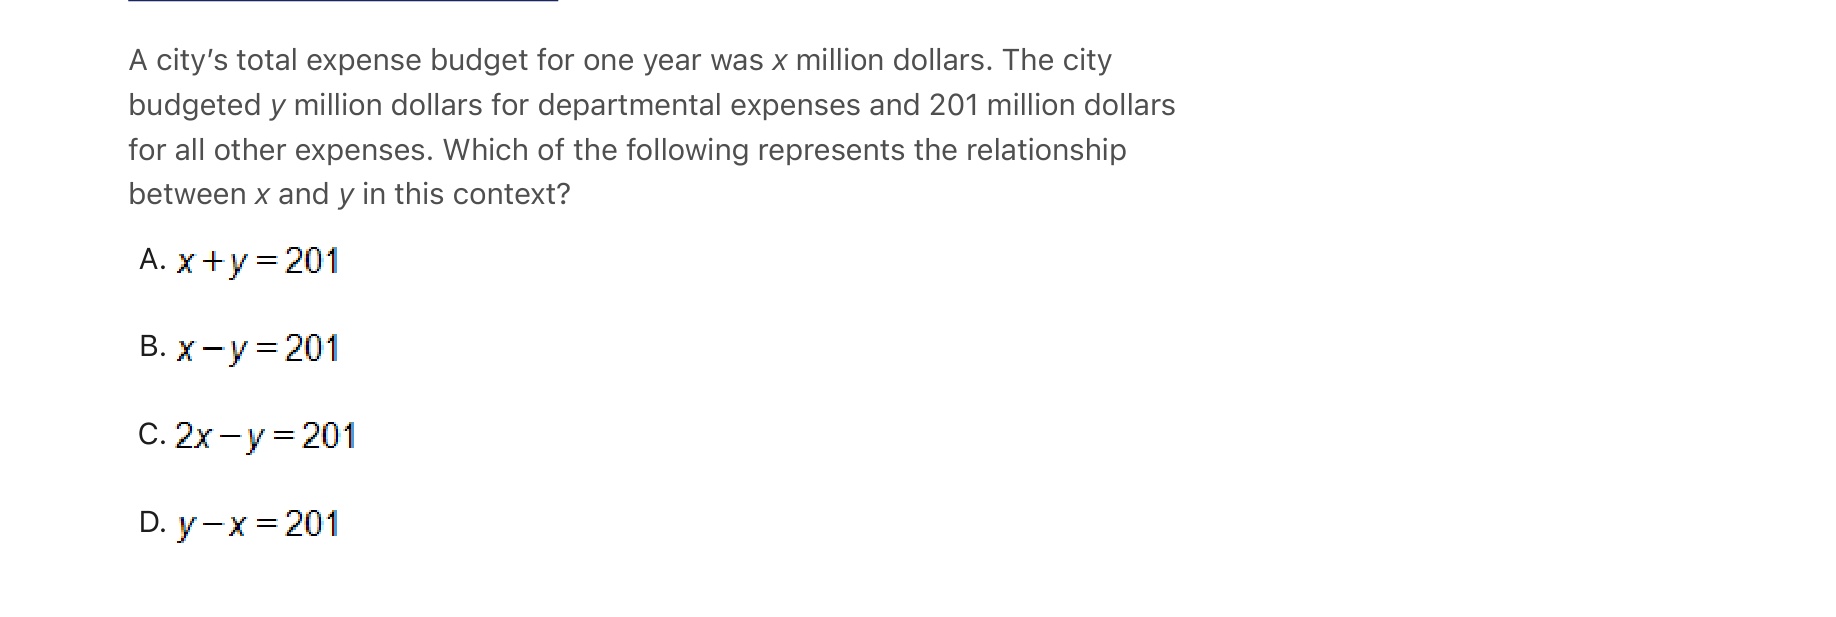 A city's total expense budget for one year was x million dollars. The city
budgeted y million dollars for departmental expenses and 201 million dollars
for all other expenses. Which of the following represents the relationship
between x and y in this context?
A. x + y = 201
B. x − y = 201
C. 2x − y = 201
D. y − x = 201